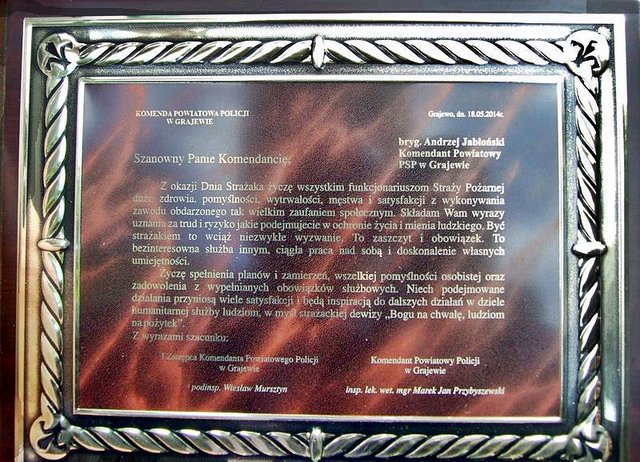 KOMENDA POWIATOWA POLICJI
W GRAJEWIE
Grajewo, dn. 18.05.2014r.
bryg. Andrzej Jabłoński
Komendant Powiatowy
PSP w Grajewie
Szanowny Panie Komendancie,
Z okazji Dnia Strażaka życzę wszystkim funkcjonariuszom Straży Pożarnej
dużo zdrowia, pomyślności, wytrwałości, męstwa i satysfakcji z wykonywania
zawodu obdarzonego tak wielkim zaufaniem społecznym. Składam Wam wyrazy
uznania za trud i ryzyko jakie podejmujecie w ochronie życia i mienia ludzkiego. Być
strażakiem to wciąż niezwykłe wyzwanie. To zaszczyt i obowiązek. To
bezinteresowna służba innym, ciągła praca nad sobą i doskonalenie własnych
umiejętności.
Życzę spełnienia planów i zamierzeń, wszelkiej pomyślności osobistej oraz
zadowolenia z wypełnianych obowiązków służbowych. Niech podejmowane
działania przyniosą wiele satysfakcji i będą inspiracją do dalszych działań w dziele
humanitarnej służby ludziom, w myśl strażackiej dewizy „Bogu na chwałę, ludziom
na pożytek”.
Z wyrazami szacunku:
I Zastępca Komendanta Powiatowego Policji
w Grajewie
podinsp. Wiesław Mursztyn
Komendant Powiatowy Policji
w Grajewie
insp. lek. wet. mgr Marek Jan Przybyszewski